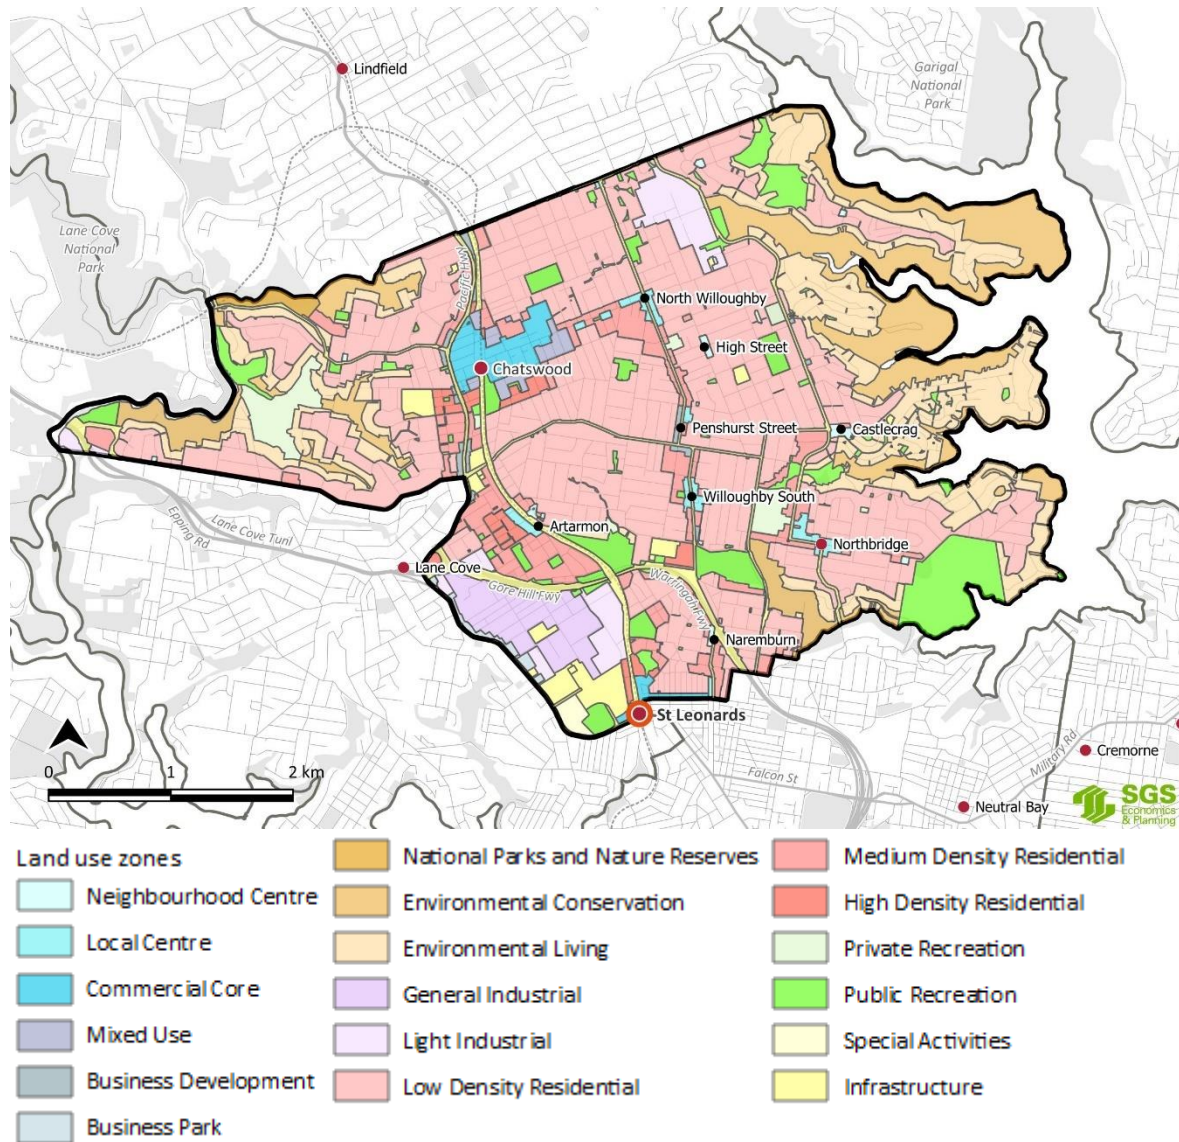 Lindfield
Garigal
National
Park
Lane Cove
National
Park
Pacific Hwy
North Willoughby
High Street
Chatswood
Penshurst Street
Castlecrag
Willoughby South
Artarmon
Northbridge
Lane Cove Tunl
Epping Rd
Lane Cove
Gore Hill Fwy
Warringah Fwy
Naremburn
St Leonards
Military Rd
Cremorne
Falcon St
Neutral Bay
0 1 2 km
SGS
Economics
& Planning
Land use zones
Neighbourhood Centre
Local Centre
Commercial Core
Mixed Use
Business Development
Business Park
National Parks and Nature Reserves
Environmental Conservation
Environmental Living
General Industrial
Light Industrial
Low Density Residential
Medium Density Residential
High Density Residential
Private Recreation
Public Recreation
Special Activities
Infrastructure